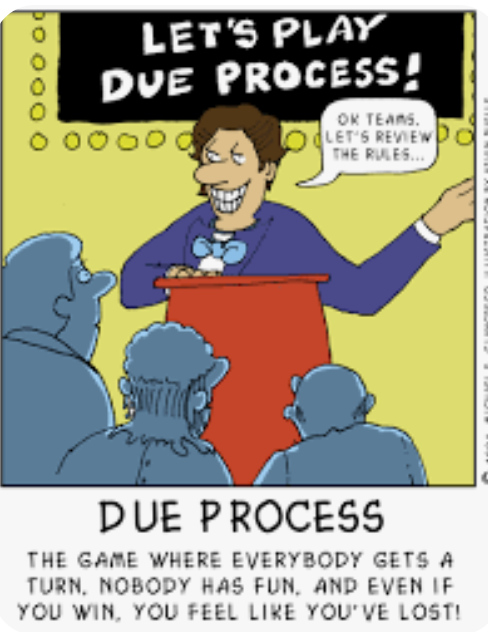 LET'S PLAY
DUE PROCESS!
OK TEAMS,
LET'S REVIEW
THE RULES...
DUE PROCESS
THE GAME WHERE EVERYBODY GETS A
TURN, NOBODY HAS FUN, AND EVEN IF
YOU WIN, YOU FEEL LIKE YOU'VE LOST!